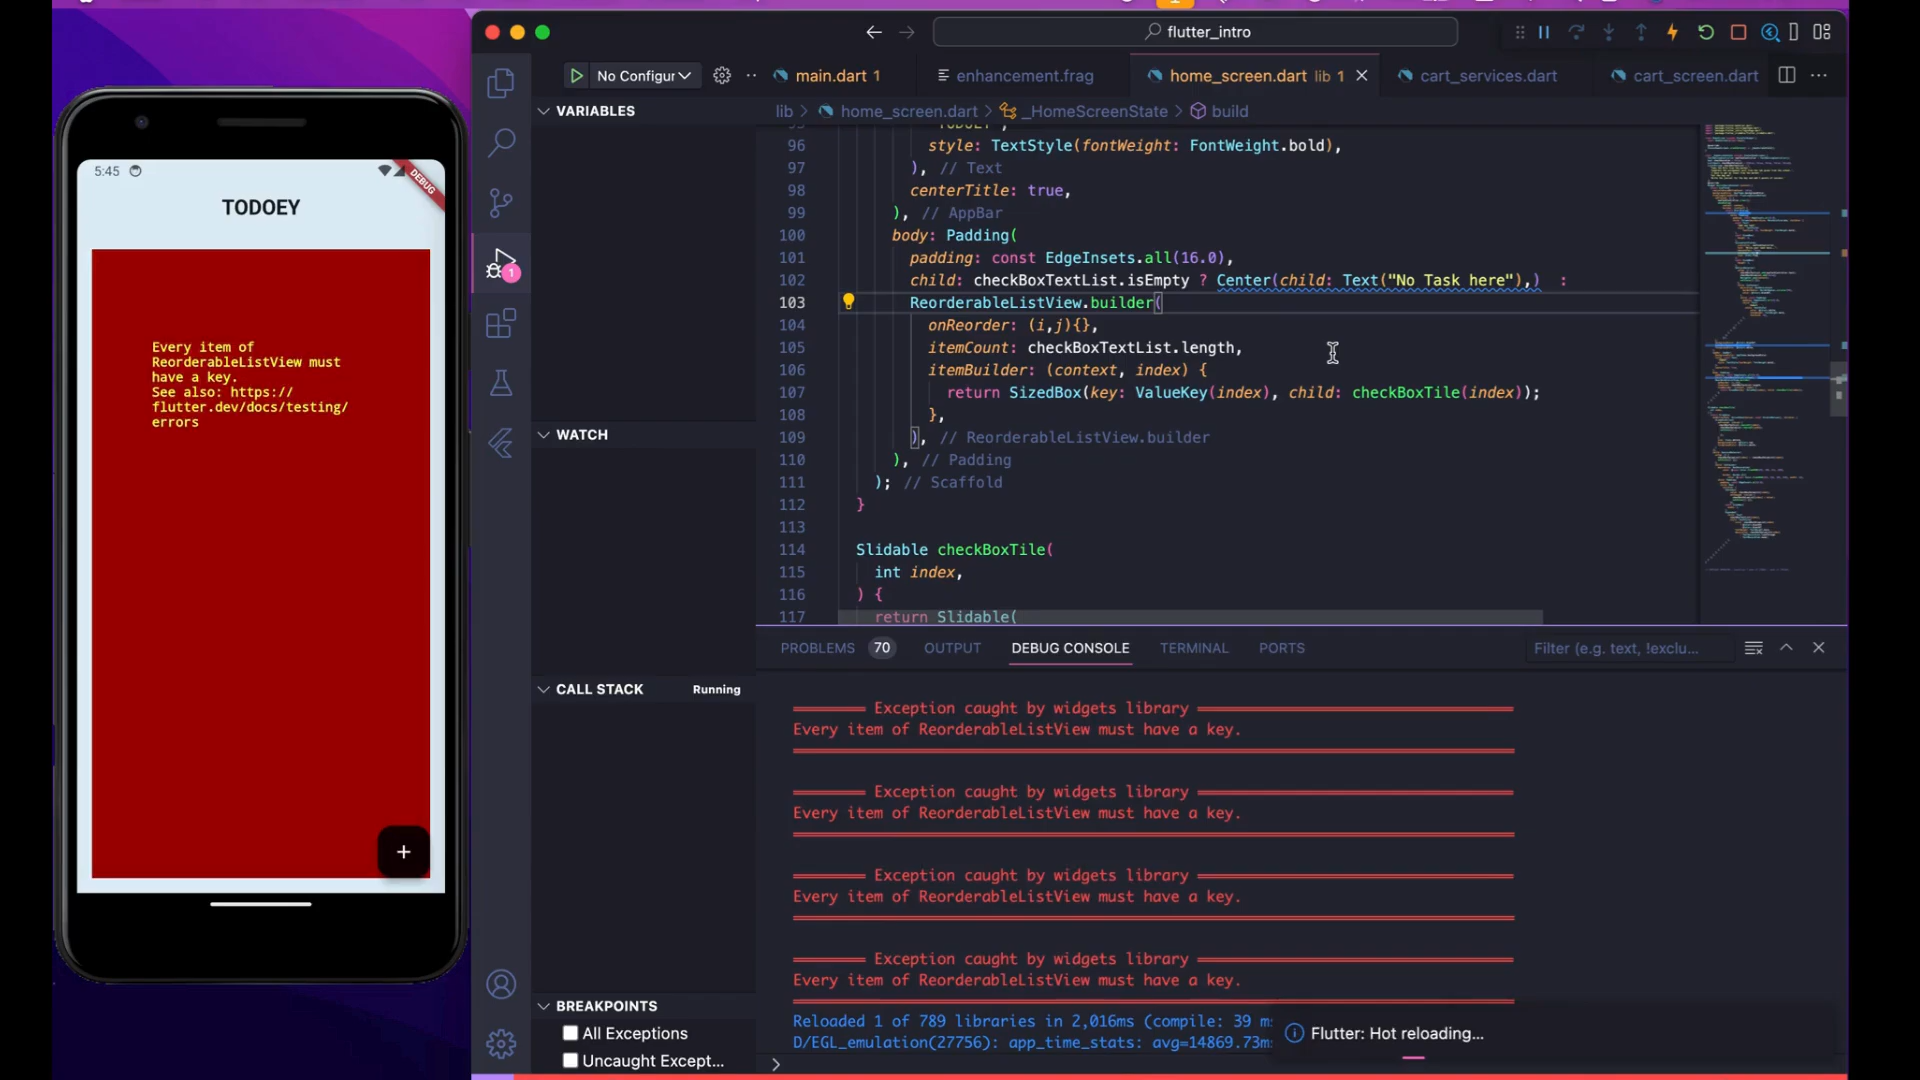 flutter_intro
5:45
DEBUG
TODOEY
Every item of
ReorderableListView must
have a key.
See also: https://
flutter.dev/docs/testing/
errors
+
No Configur
main.dart 1
enhancement.frag
home_screen.dart lib 1
cart_services.dart
cart_screen.dart
VARIABLES
lib > home_screen.dart > _HomeScreenState > build
1
96 style: TextStyle(fontWeight: FontWeight.bold),
97 ), // Text
98 centerTitle: true,
99 ), // AppBar
100 body: Padding(
101 padding: const EdgeInsets.all(16.0),
102 child: checkBoxTextList.isEmpty ? Center(child: Text("No Task here"),) :
103 ReorderableListView.builder(
104 onReorder: (i,j){},
105 itemCount: checkBoxTextList.length,
106 itemBuilder: (context, index) {
107 return SizedBox(key: ValueKey(index), child: checkBoxTile(index));
108 },
109 ), // ReorderableListView.builder
110 ), // Padding
111 ); // Scaffold
112 }
113
114 Slidable checkBoxTile(
115 int index,
116 ) {
117 return Slidable(
WATCH
CALL STACK Running
BREAKPOINTS
All Exceptions
Uncaught Except...
PROBLEMS 70 OUTPUT DEBUG CONSOLE TERMINAL PORTS
Filter (e.g. text, !exclu...
Exception caught by widgets library
Every item of ReorderableListView must have a key.
Exception caught by widgets library
Every item of ReorderableListView must have a key.
Exception caught by widgets library
Every item of ReorderableListView must have a key.
Exception caught by widgets library
Every item of ReorderableListView must have a key.
Reloaded 1 of 789 libraries in 2,016ms (compile: 39 ms
D/EGL_emulation(27756): app_time_stats: avg=14869.73ms
Flutter: Hot reloading...
>